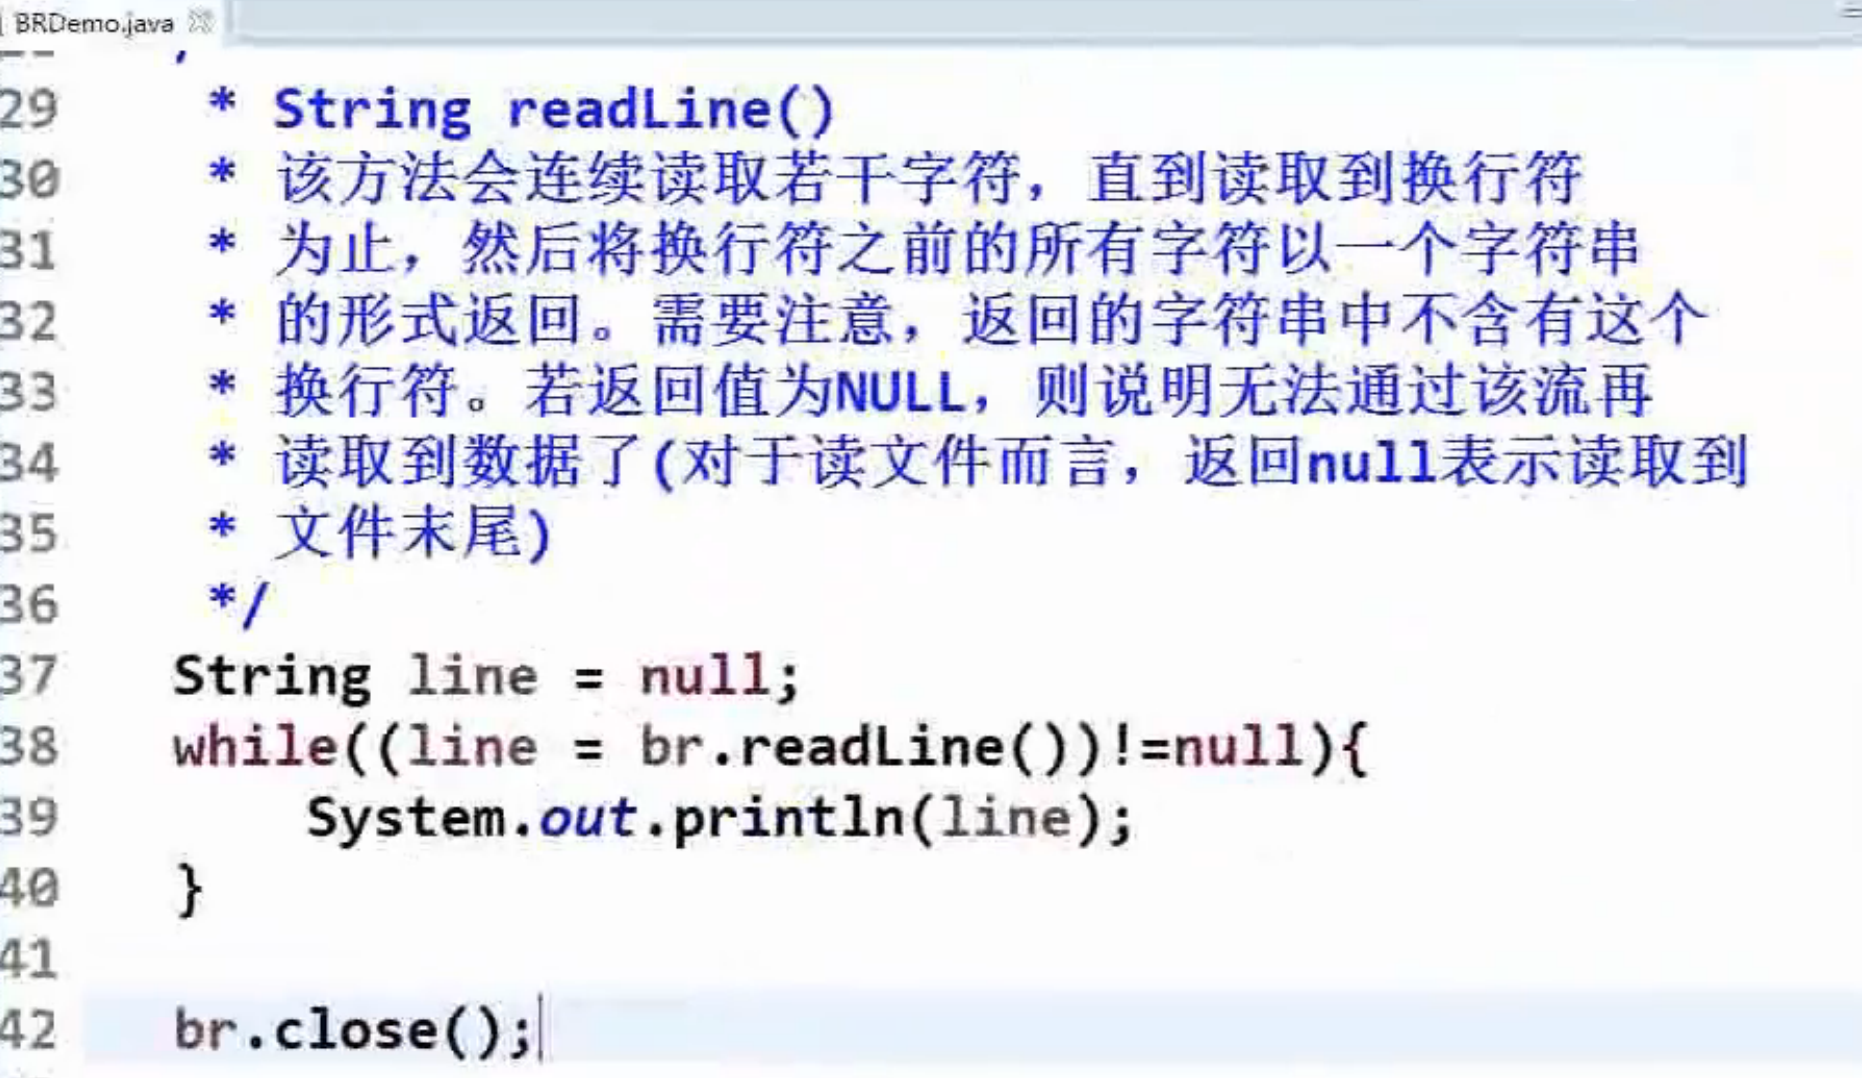 BRDemo.java
29 * String readLine()
30 * 该方法会连续读取若干字符，直到读取到换行符
31 * 为止，然后将换行符之前的所有字符以一个字符串
32 * 的形式返回。需要注意，返回的字符串中不含有这个
33 * 换行符。若返回值为NULL，则说明无法通过该流再
34 * 读取到数据了(对于读文件而言，返回null表示读取到
35 * 文件末尾)
36 */
37 String line = null;
38 while((line = br.readLine())!=null){
39 System.out.println(line);
40 }
41
42 br.close();